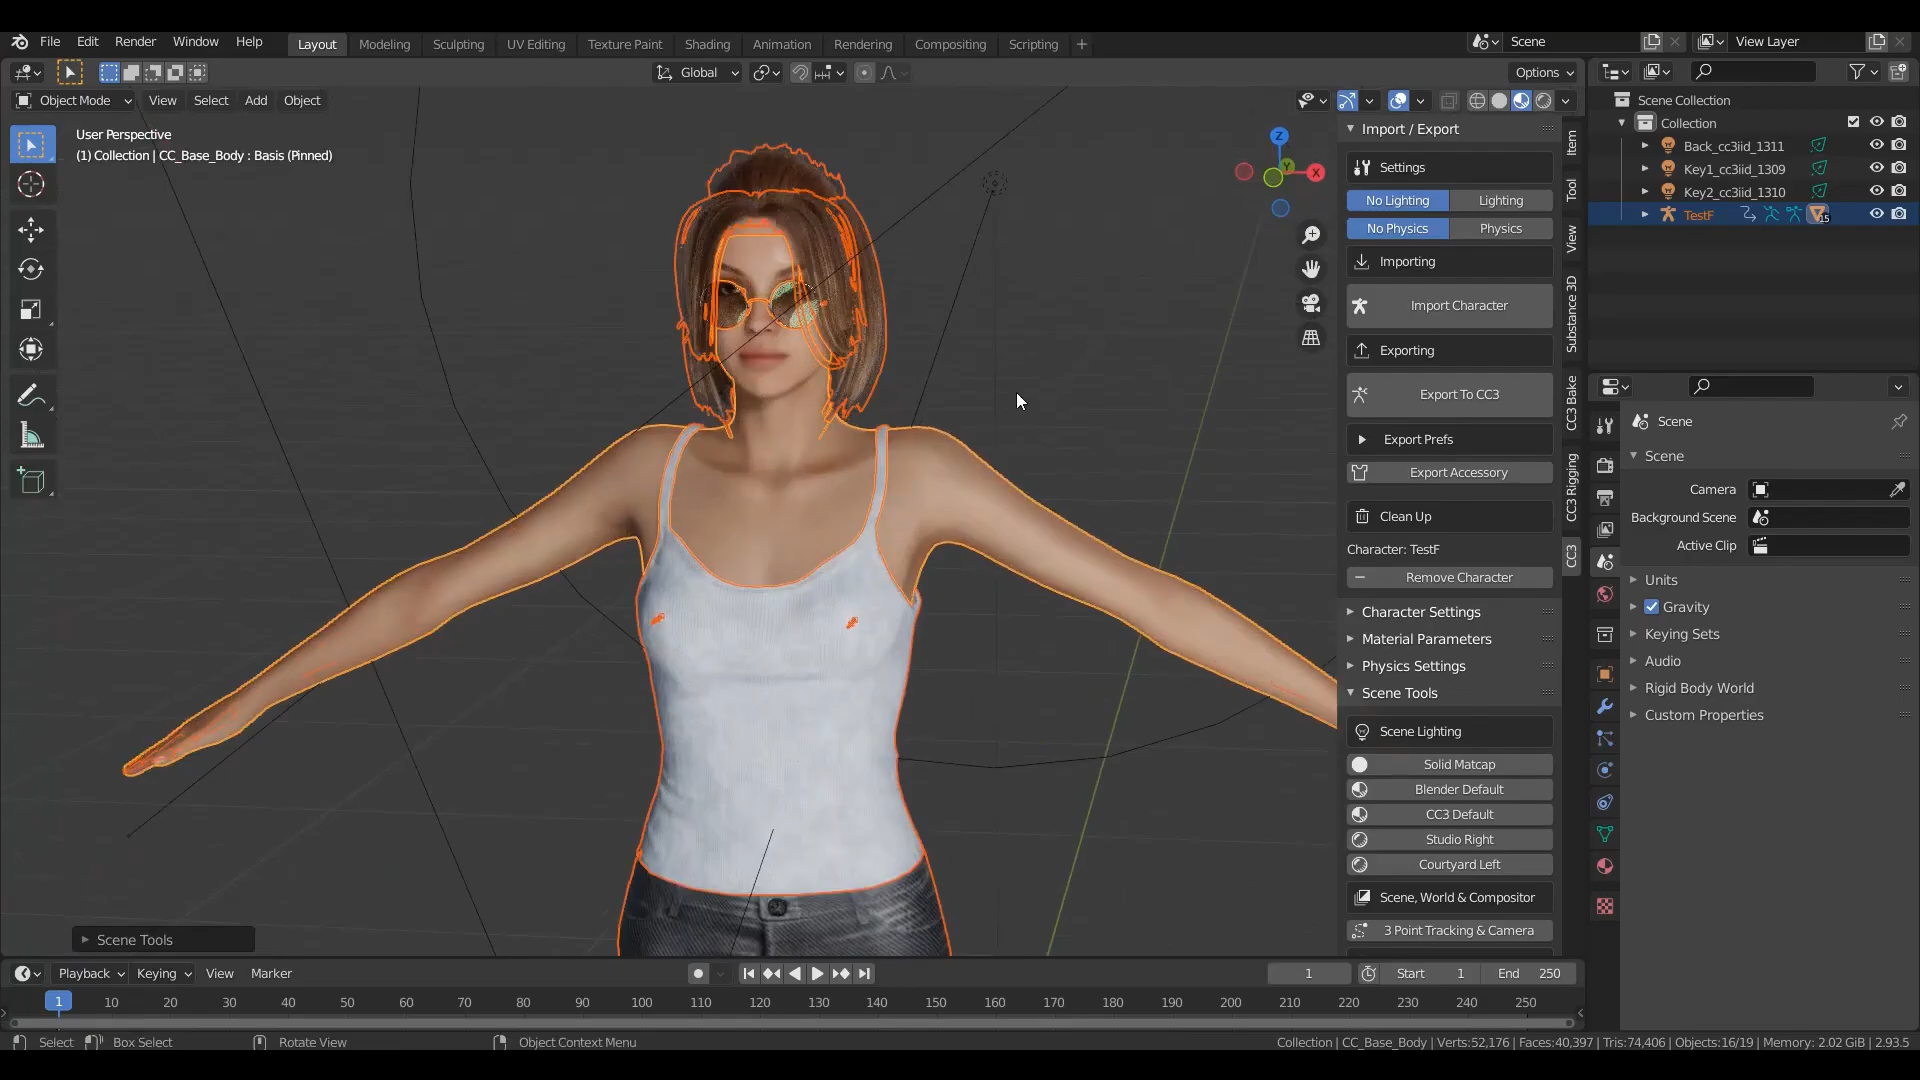 File Edit Render Window Help Layout Modeling Sculpting UV Editing Texture Paint Shading Animation Rendering Compositing Scripting Scene View Layer
Global Options
Object Mode View Select Add Object
User Perspective
(1) Collection | CC_Base_Body : Basis (Pinned)
Z
Y
X
Import / Export
Settings
No Lighting Lighting
No Physics Physics
Importing
Import Character
Exporting
Export To CC3
Export Prefs
Export Accessory
Clean Up
Character: TestF
Remove Character
Character Settings
Material Parameters
Physics Settings
Scene Tools
Scene Lighting
Solid Matcap
Blender Default
CC3 Default
Studio Right
Courtyard Left
Scene, World & Compositor
3 Point Tracking & Camera
Item
Tool
View
Substance 3D
CC3 Bake
CC3 Rigging
CC3
Scene Collection
Collection
Back_cc3iid_1311
Key1_cc3iid_1309
Key2_cc3iid_1310
TestF 15
Scene
Scene
Camera
Background Scene
Active Clip
Units
Gravity
Keying Sets
Audio
Rigid Body World
Custom Properties
Scene Tools
Playback Keying View Marker 1 Start 1 End 250
1 10 20 30 40 50 60 70 80 90 100 110 120 130 140 150 160 170 180 190 200 210 220 230 240 250
Select Box Select Rotate View Object Context Menu Collection | CC_Base_Body | Verts:52,176 | Faces:40,397 | Tris:74,406 | Objects:16/19 | Memory: 2.02 GiB | 2.93.5